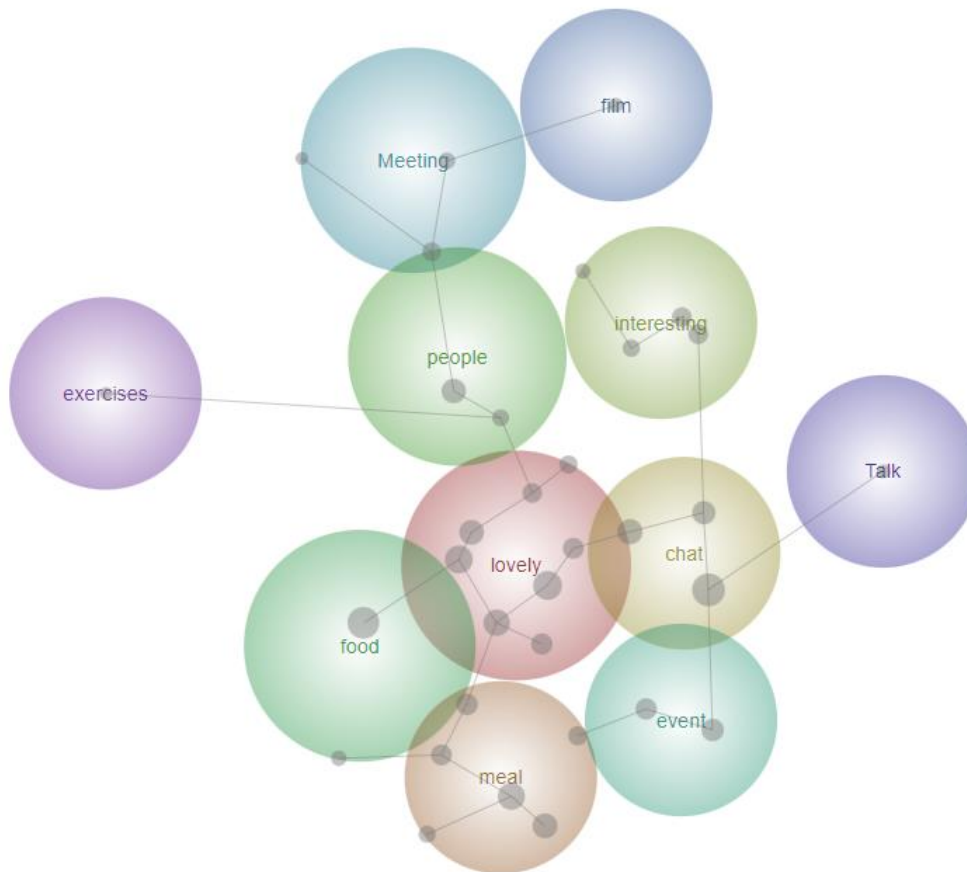 film
Meeting
interesting
people
exercises
Talk
chat
lovely
food
event
meal